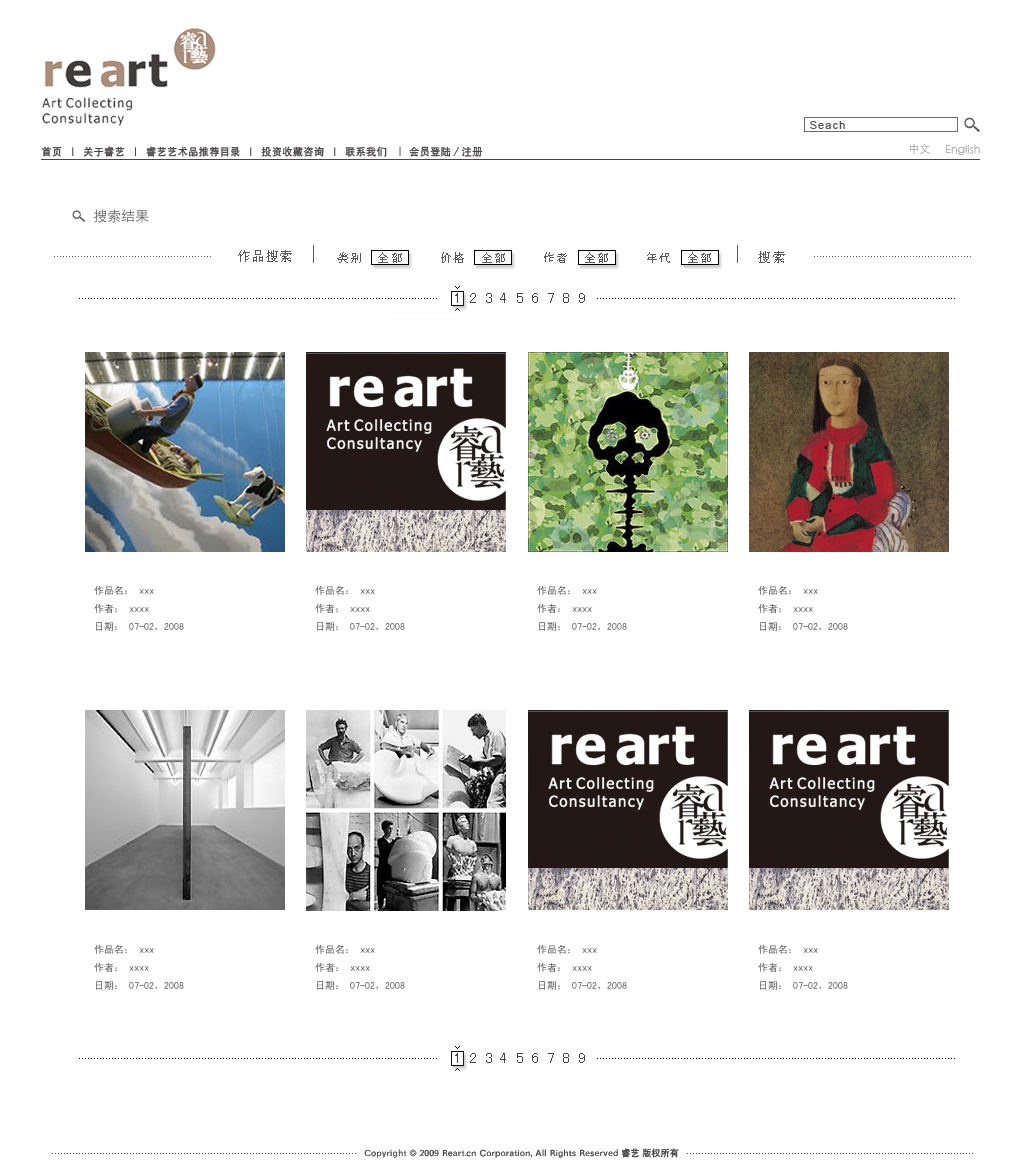 re art 睿藝
Art Collecting
Consultancy
Seach
首页 | 关于睿艺 | 睿艺艺术品推荐目录 | 投资收藏咨询 | 联系我们 | 会员登陆 / 注册
中文 English
搜索结果
作品搜索 | 类别 全部 价格 全部 作者 全部 年代 全部 | 搜索
1 2 3 4 5 6 7 8 9
re art
Art Collecting
Consultancy
睿藝
作品名: xxx 作品名: xxx 作品名: xxx 作品名: xxx
作者: xxxx 作者: xxxx 作者: xxxx 作者: xxxx
日期: 07-02, 2008 日期: 07-02, 2008 日期: 07-02, 2008 日期: 07-02, 2008
re art re art
Art Collecting Art Collecting
Consultancy Consultancy
睿藝 睿藝
作品名: xxx 作品名: xxx 作品名: xxx 作品名: xxx
作者: xxxx 作者: xxxx 作者: xxxx 作者: xxxx
日期: 07-02, 2008 日期: 07-02, 2008 日期: 07-02, 2008 日期: 07-02, 2008
1 2 3 4 5 6 7 8 9
Copyright © 2009 Reart.cn Corporation, All Rights Reserved 睿艺 版权所有